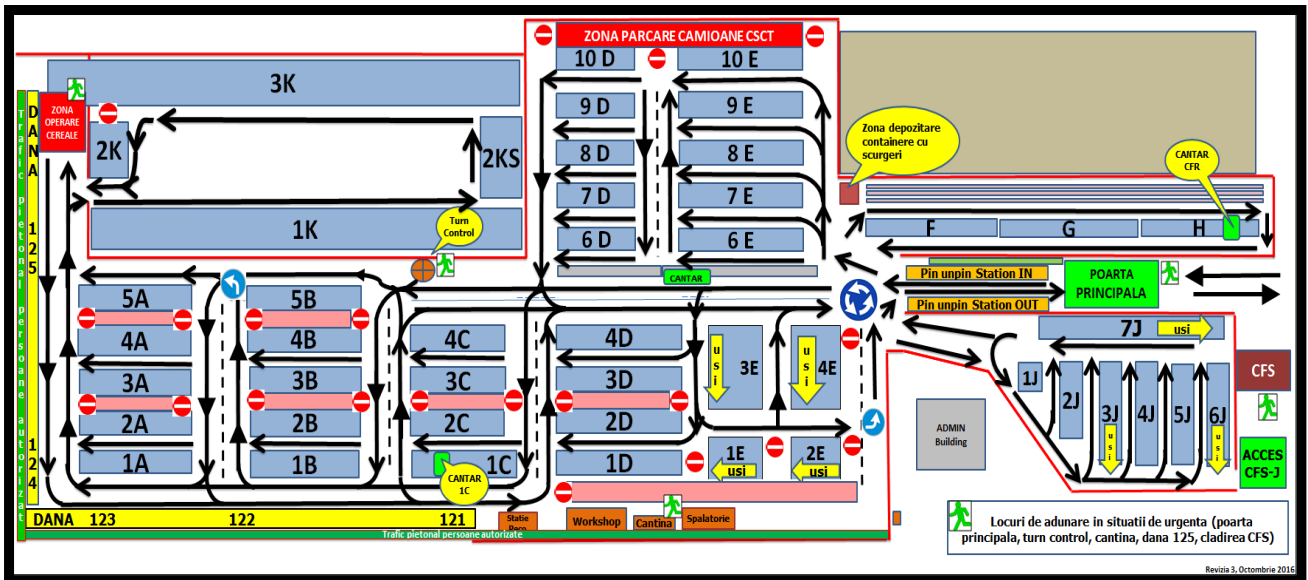 ZONA PARCARE CAMIOANE CSCT
10 D
10 E
3K
ZONA
OPERARE
CEREALE
9 D
9 E
Zona depozitare
containere cu
scurgeri
2K
2KS
8 D
8 E
CANTAR
CFR
7 D
7 E
1K
Turn
Control
6 D
6 E
F
G
H
CANTAR
Pin unpin Station IN
POARTA
PRINCIPALA
Pin unpin Station OUT
DANA 125 124
Trafic pietonal persoane autorizat
5A
5B
4A
4B
4C
4D
3E
usi
4E
usi
7J
usi
3A
3B
3C
3D
1J
2J
3J
usi
4J
5J
6J
usi
CFS
2A
2B
2C
2D
ADMIN
Building
1A
1B
1C
1D
1E
usi
2E
usi
CANTAR
1C
ACCES
CFS-J
DANA 123 122 121
Statie
Peco
Workshop
Cantina
Spalatorie
Trafic pietonal persoane autorizate
Locuri de adunare in situatii de urgenta (poarta
principala, turn control, cantina, dana 125, cladirea CFS)
Revizia 3, Octombrie 2016